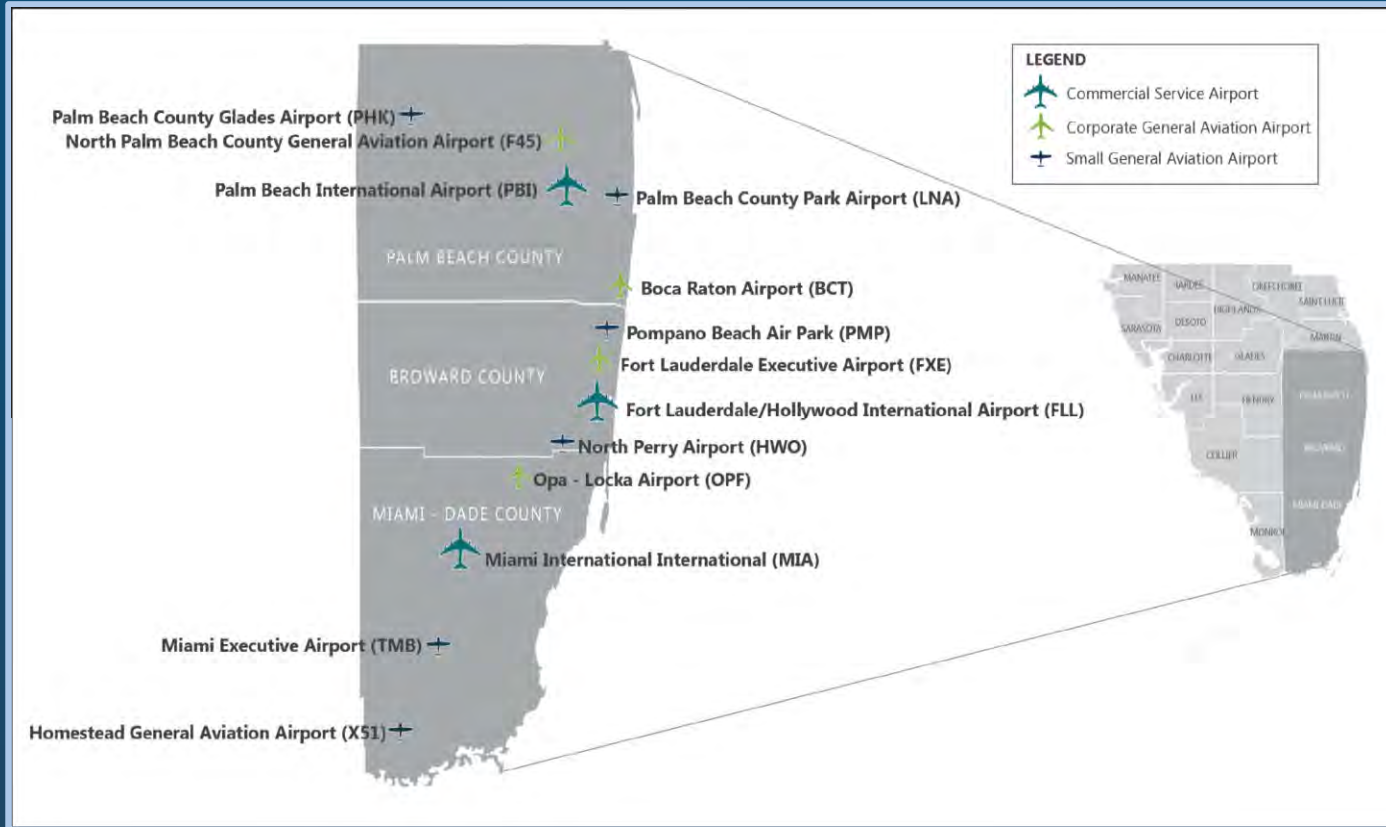 LEGEND
Commercial Service Airport
Corporate General Aviation Airport
Small General Aviation Airport
Palm Beach County Glades Airport (PHK)
North Palm Beach County General Aviation Airport (F45)
Palm Beach International Airport (PBI)
Palm Beach County Park Airport (LNA)
PALM BEACH COUNTY
Boca Raton Airport (BCT)
Pompano Beach Air Park (PMP)
Fort Lauderdale Executive Airport (FXE)
BROWARD COUNTY
Fort Lauderdale/Hollywood International Airport (FLL)
North Perry Airport (HWO)
Opa - Locka Airport (OPF)
MIAMI - DADE COUNTY
Miami International International (MIA)
Miami Executive Airport (TMB)
Homestead General Aviation Airport (X51)
MANATEE
HARDEE
OKEECHOBEE
HIGHLANDS
SAINT LUCIE
SARASOTA
DESOTO
MARTIN
CHARLOTTE
GLADES
LEE
HENDRY
PALM BEACH
BROWARD
COLLIER
MIAMI-DADE
MONROE